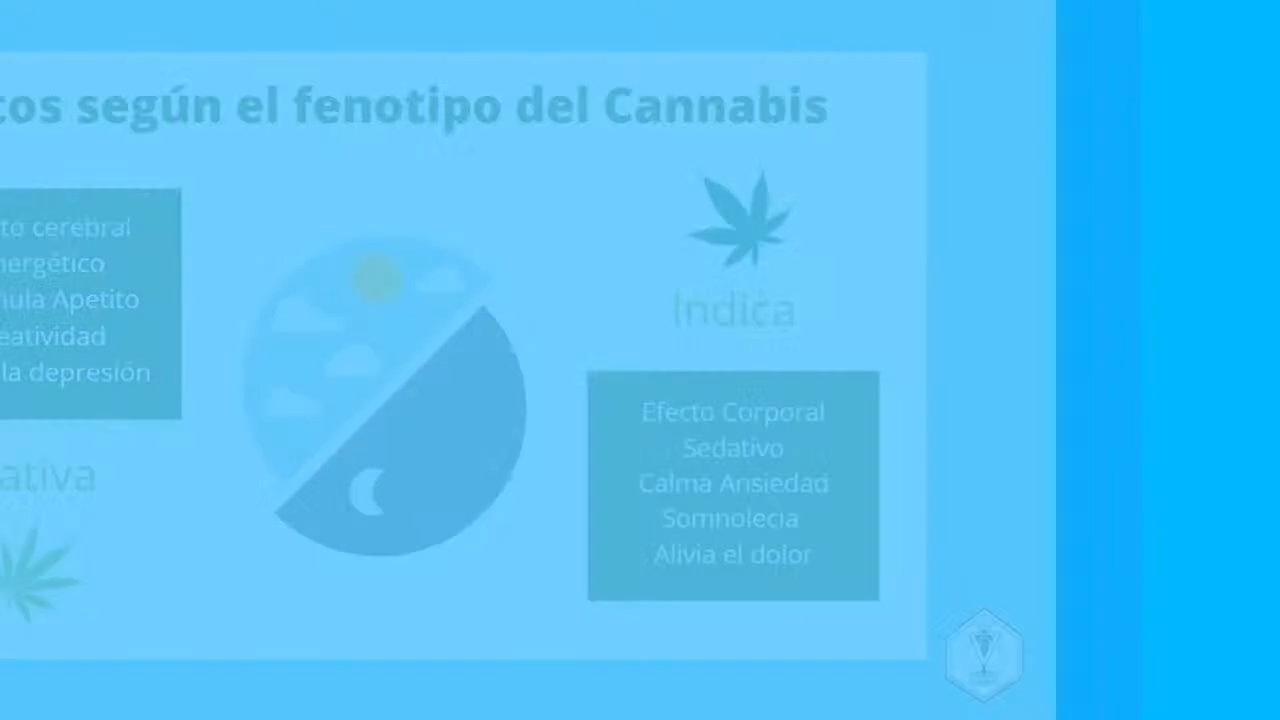 tos según el fenotipo del Cannabis
to cerebral
nergético
nula Apetito
eatividad
la depresión
ativa
Indica
Efecto Corporal
Sedativo
Calma Ansiedad
Somnolecia
Alivia el dolor